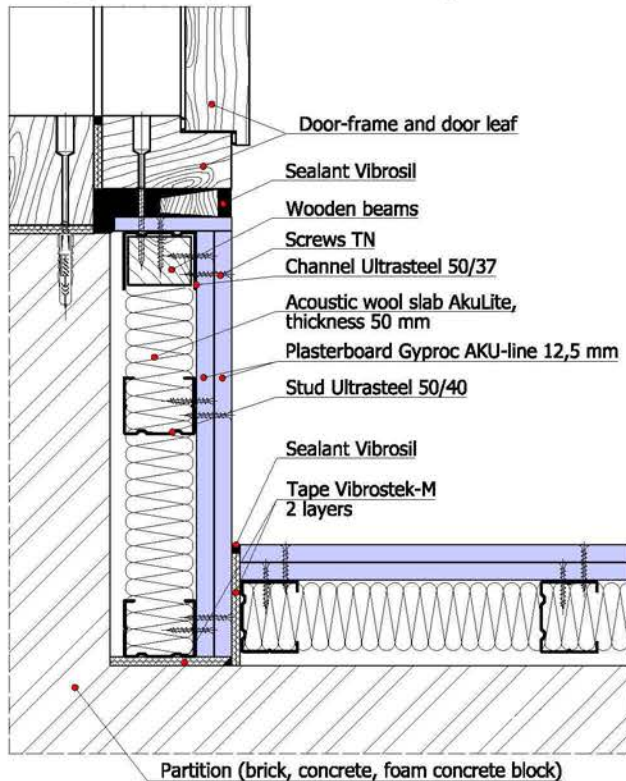 Door-frame and door leaf
Sealant Vibrosil
Wooden beams
Screws TN
Channel Ultrasteel 50/37
Acoustic wool slab AkuLite,
thickness 50 mm
Plasterboard Gyproc AKU-line 12,5 mm
Stud Ultrasteel 50/40
Sealant Vibrosil
Tape Vibrostek-M
2 layers
Partition (brick, concrete, foam concrete block)